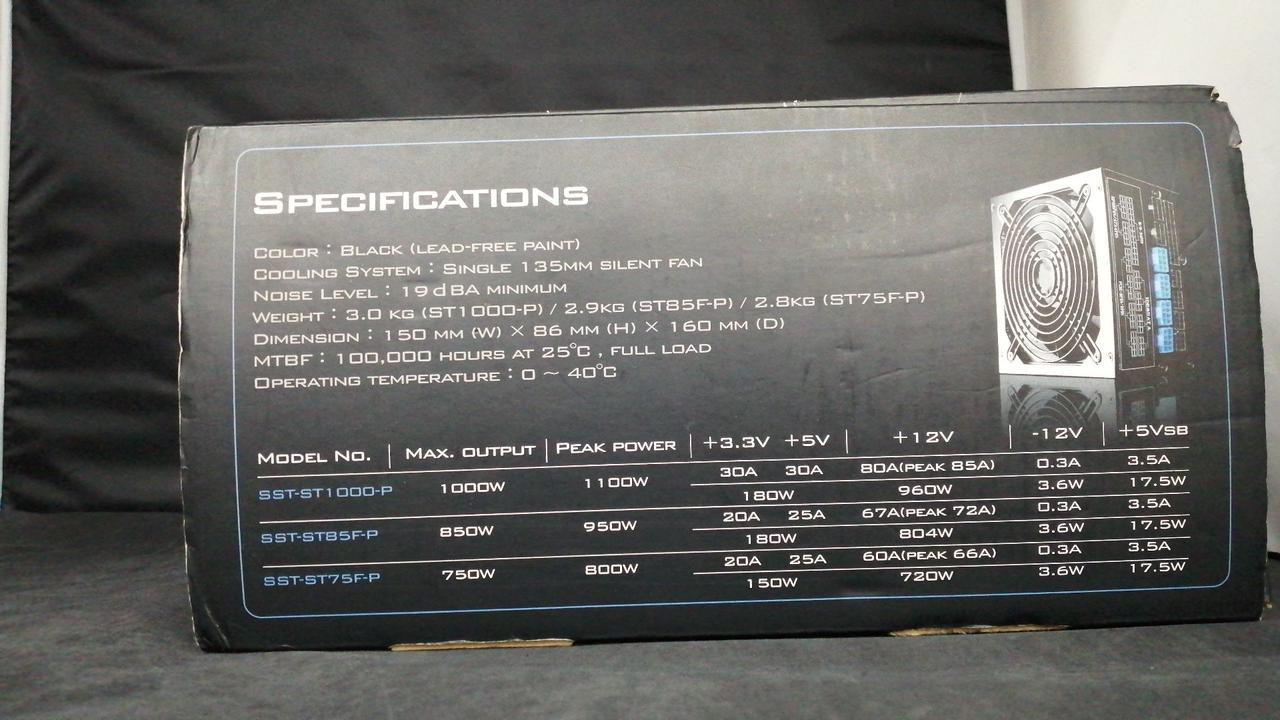 SPECIFICATIONS
COLOR : BLACK (LEAD-FREE PAINT)
COOLING SYSTEM : SINGLE 135MM SILENT FAN
NOISE LEVEL : 19dBA MINIMUM
WEIGHT : 3.0 KG (ST1000-P) / 2.9KG (ST85F-P) / 2.8KG (ST75F-P)
DIMENSION : 150 MM (W) X 86 MM (H) X 160 MM (D)
MTBF : 100,000 HOURS AT 25°C , FULL LOAD
OPERATING TEMPERATURE : 0 ~ 40°C
MODEL NO. MAX. OUTPUT PEAK POWER +3.3V +5V +12V -12V +5VSB
SST-ST1000-P 1000W 1100W 30A 30A 80A(PEAK 85A) 0.3A 3.5A
180W 960W 3.6W 17.5W
SST-ST85F-P 850W 950W 20A 25A 67A(PEAK 72A) 0.3A 3.5A
180W 804W 3.6W 17.5W
SST-ST75F-P 750W 800W 20A 25A 60A(PEAK 66A) 0.3A 3.5A
150W 720W 3.6W 17.5W